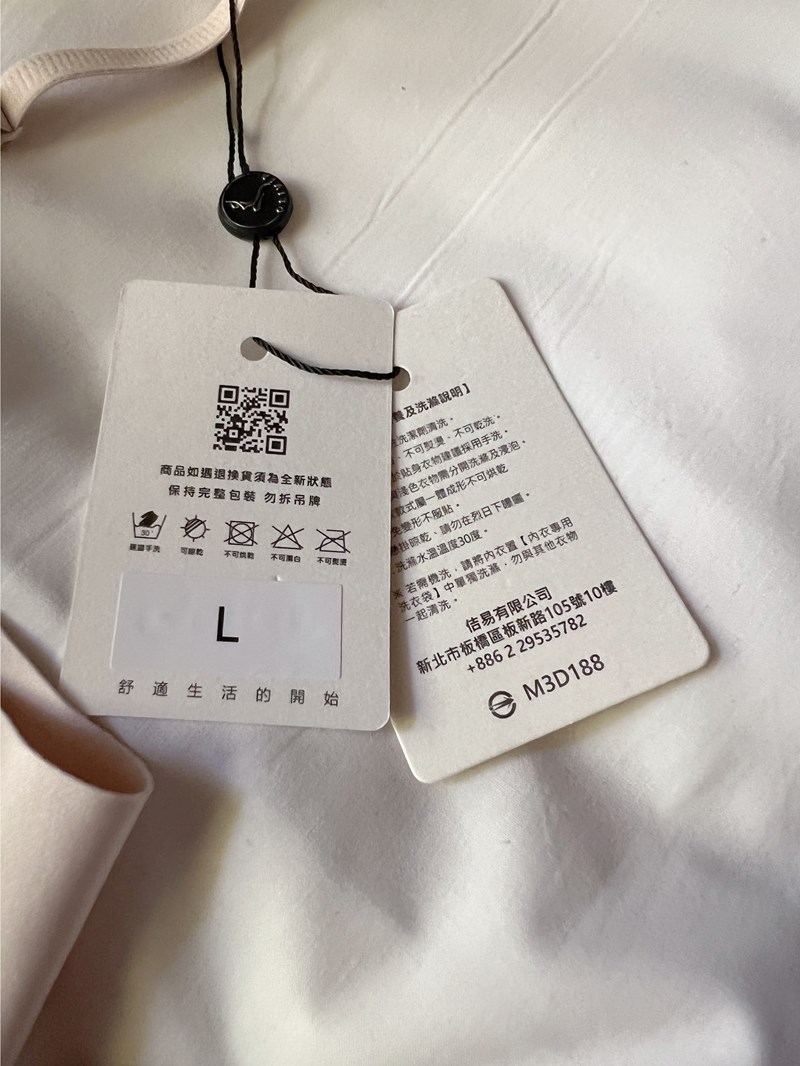 商品如遇退換貨須為全新狀態
保持完整包裝 勿拆吊牌
30°
建議手洗
可晾乾
不可烘乾
不可漂白
不可熨燙
L
舒適生活的開始
養及洗滌說明】
洗潔劑清洗。
不可熨燙。不可乾洗。
貼身衣物建議採用手洗。
淺色衣物需分開洗滌及浸泡。
款式屬一體成形不可烘乾
免變形不服貼。
掛晾乾、請勿在烈日下曝曬。
洗滌水溫溫度30度。
※ 若需機洗,請將內衣置【內衣專用
洗衣袋】中單獨洗滌,勿與其他衣物
一起清洗。
信易有限公司
新北市板橋區板新路105號10樓
+886 2 29535782
M3D188